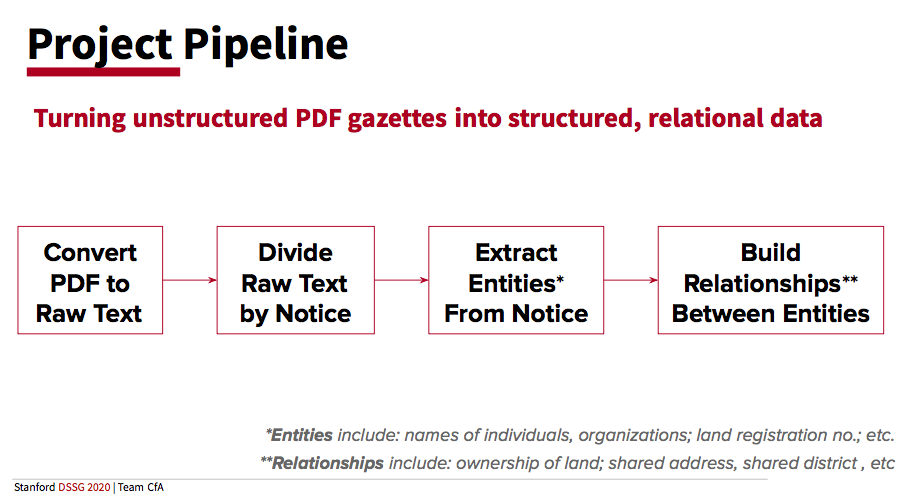 Project Pipeline
Turning unstructured PDF gazettes into structured, relational data
Convert
PDF to
Raw Text
Divide
Raw Text
by Notice
Extract
Entities*
From Notice
Build
Relationships**
Between Entities
*Entities include: names of individuals, organizations; land registration no.; etc.
**Relationships include: ownership of land; shared address, shared district , etc
Stanford DSSG 2020 | Team CfA